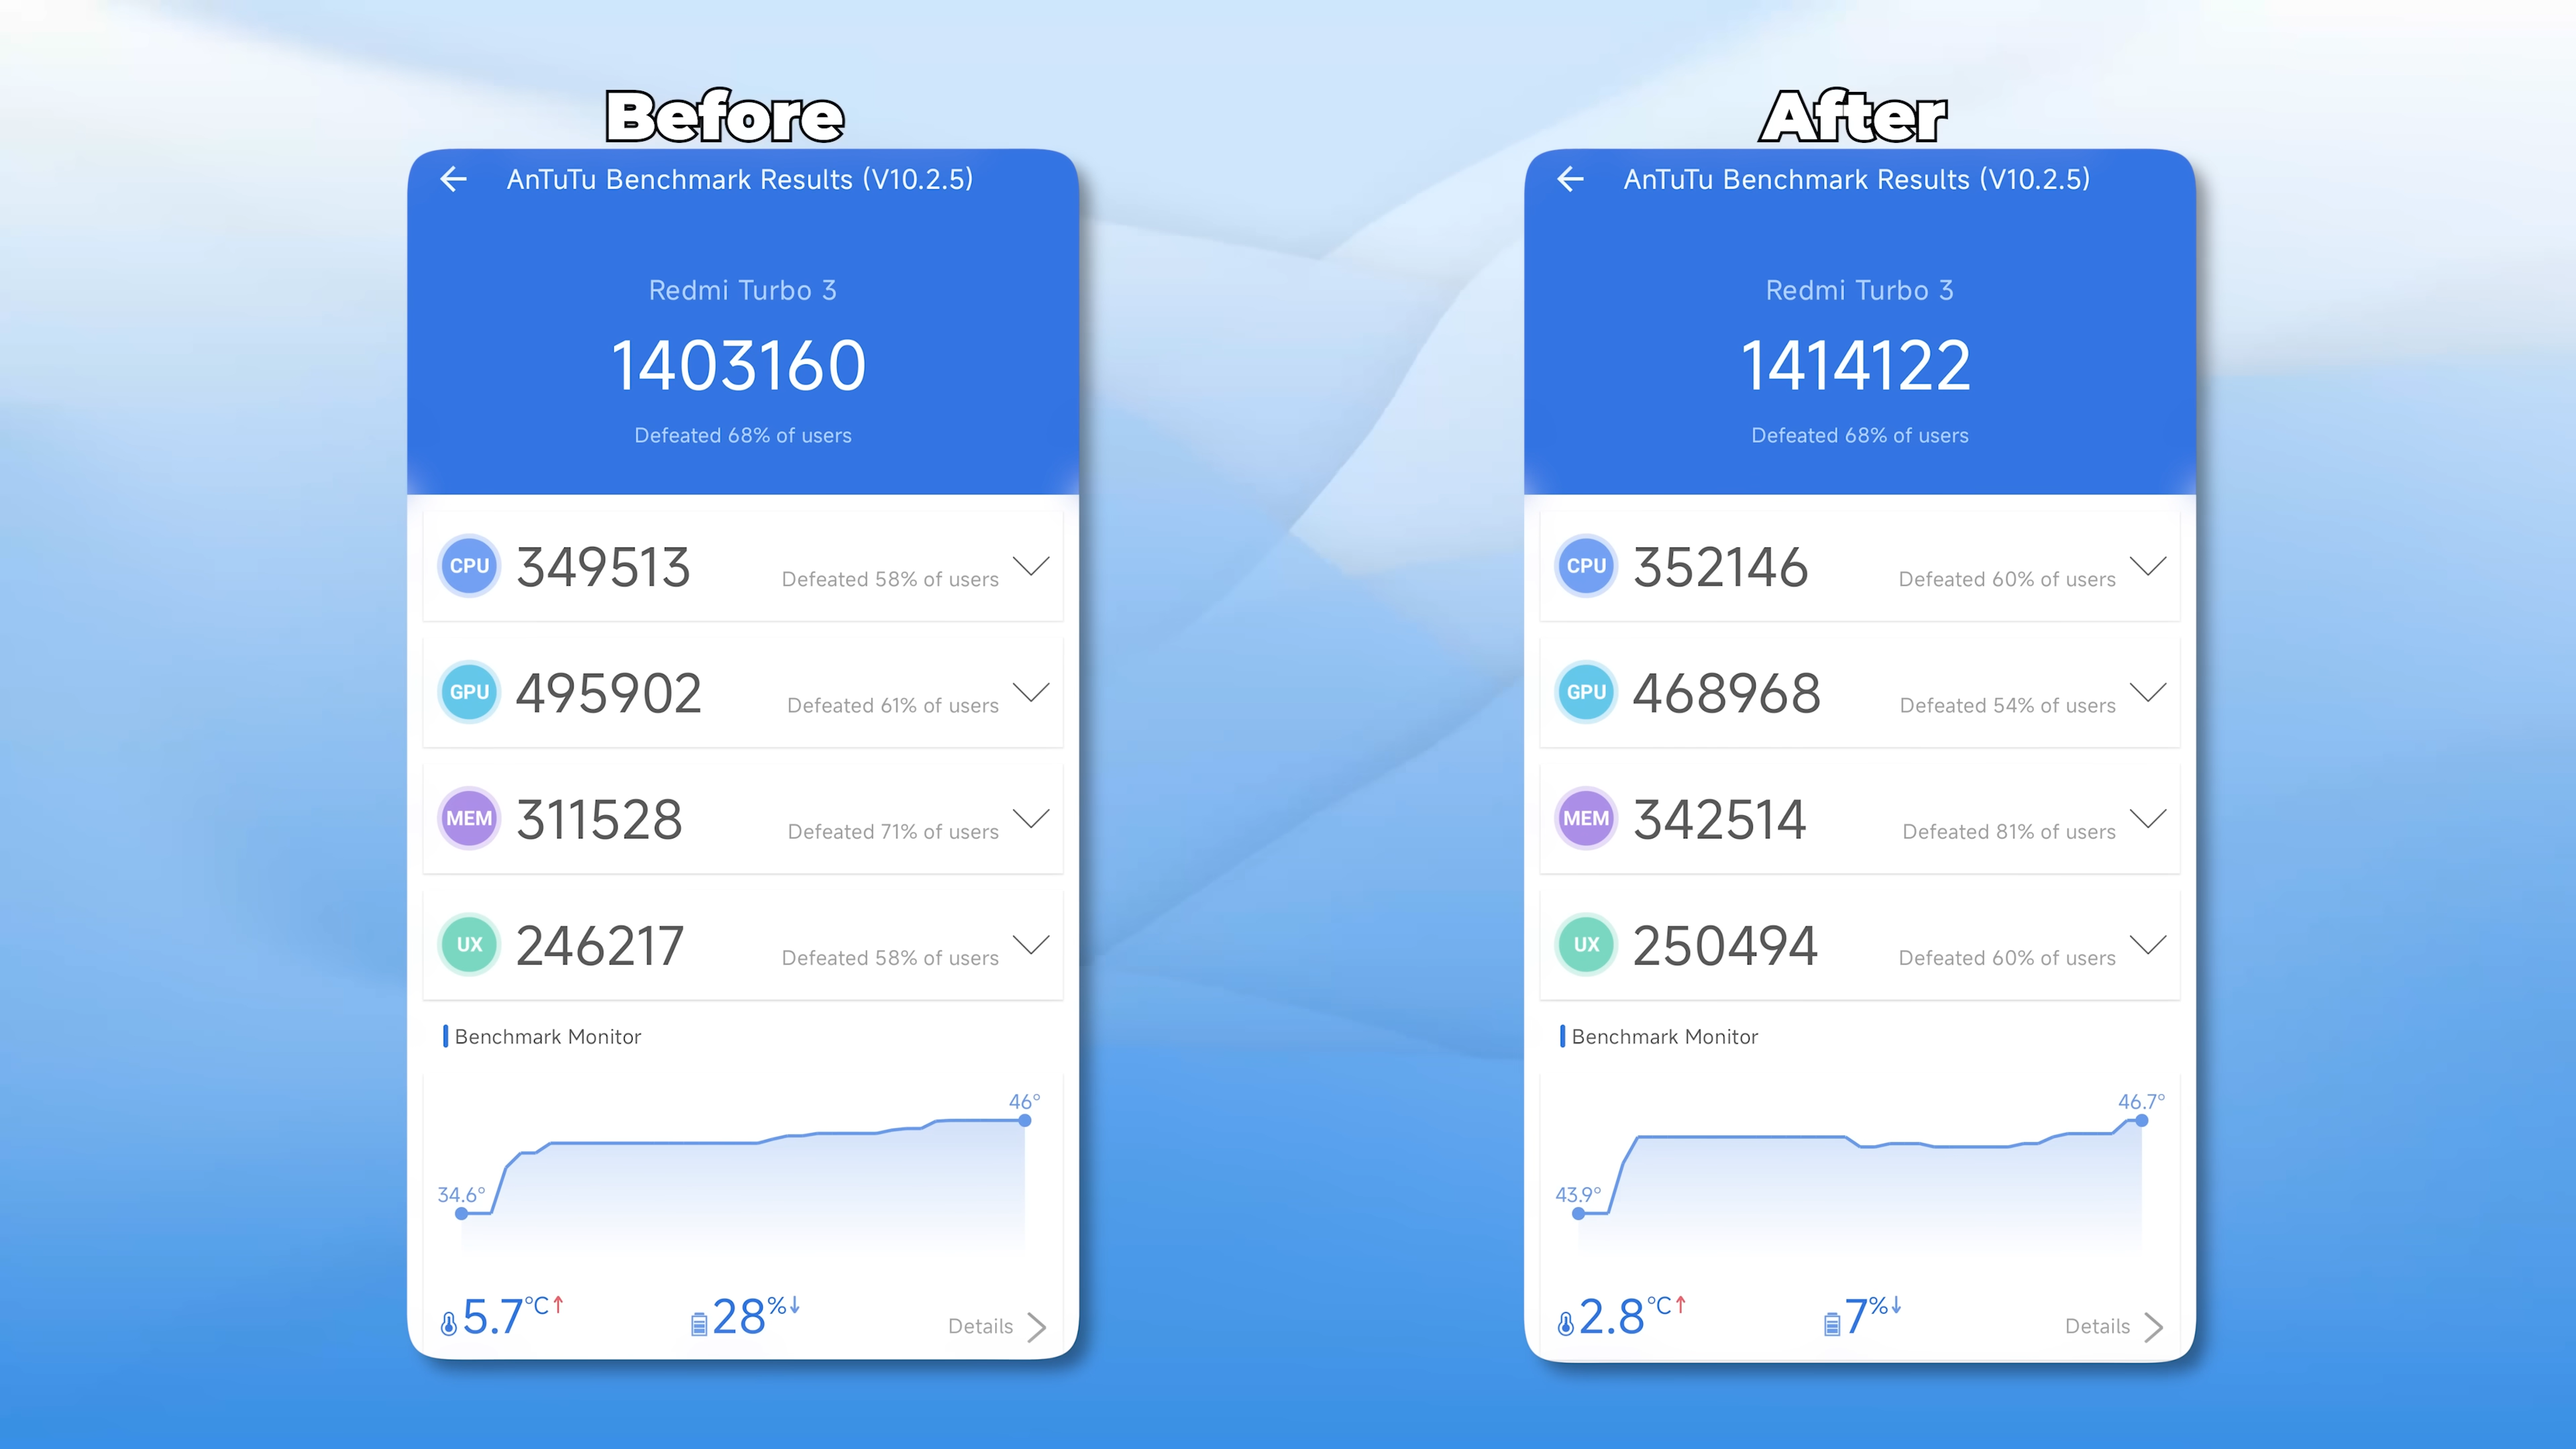 Before
AnTuTu Benchmark Results (V10.2.5)
Redmi Turbo 3
1403160
Defeated 68% of users
CPU 349513 Defeated 58% of users
GPU 495902 Defeated 61% of users
MEM 311528 Defeated 71% of users
UX 246217 Defeated 58% of users
Benchmark Monitor
46°
34.6°
5.7°C↑ 28%↓ Details
After
AnTuTu Benchmark Results (V10.2.5)
Redmi Turbo 3
1414122
Defeated 68% of users
CPU 352146 Defeated 60% of users
GPU 468968 Defeated 54% of users
MEM 342514 Defeated 81% of users
UX 250494 Defeated 60% of users
Benchmark Monitor
46.7°
43.9°
2.8°C↑ 7%↓ Details